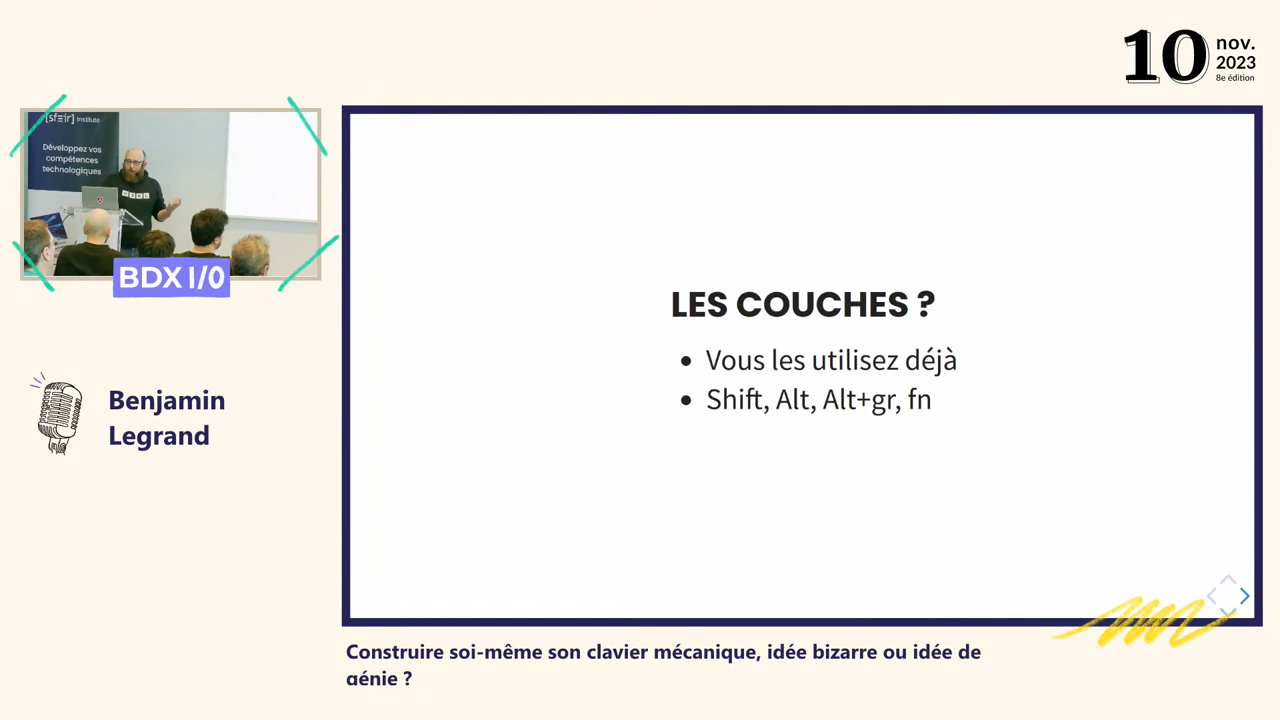 10 nov.
2023
8e édition
[sfeir] Institute
Développez vos
compétences
technologiques
BDX I/O
Benjamin
Legrand
LES COUCHES ?
Vous les utilisez déjà
Shift, Alt, Alt+gr, fn
Construire soi-même son clavier mécanique, idée bizarre ou idée de
génie ?